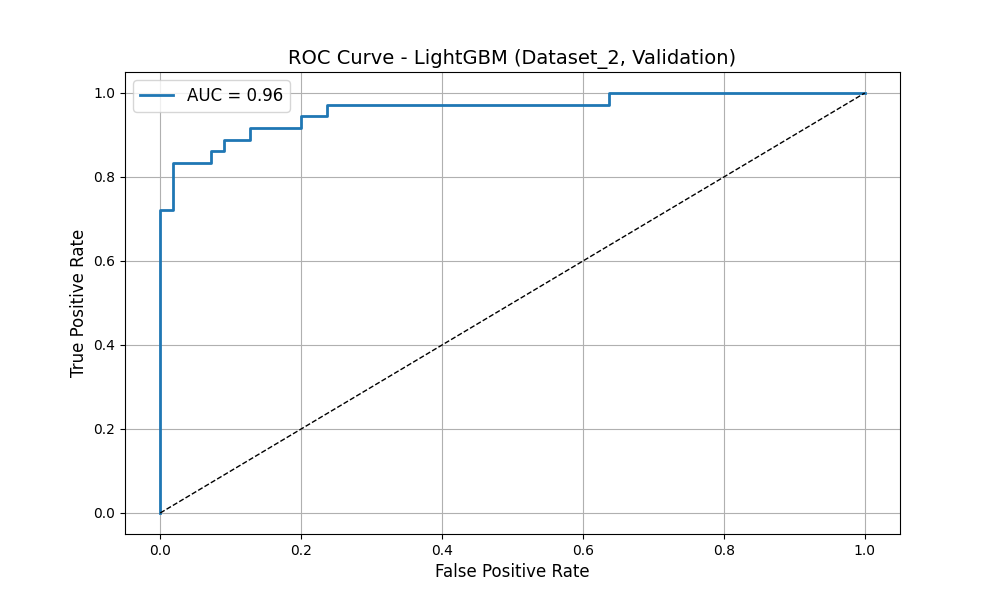 ROC Curve - LightGBM (Dataset_2, Validation)
AUC = 0.96
True Positive Rate
1.0
0.8
0.6
0.4
0.2
0.0
0.0 0.2 0.4 0.6 0.8 1.0
False Positive Rate